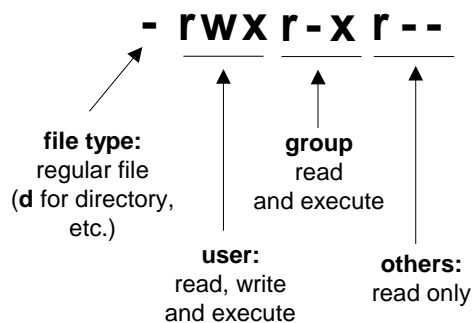 - rwx r-x r--
file type:
regular file
(d for directory,
etc.)
group
read
and execute
user:
read, write
and execute
others:
read only